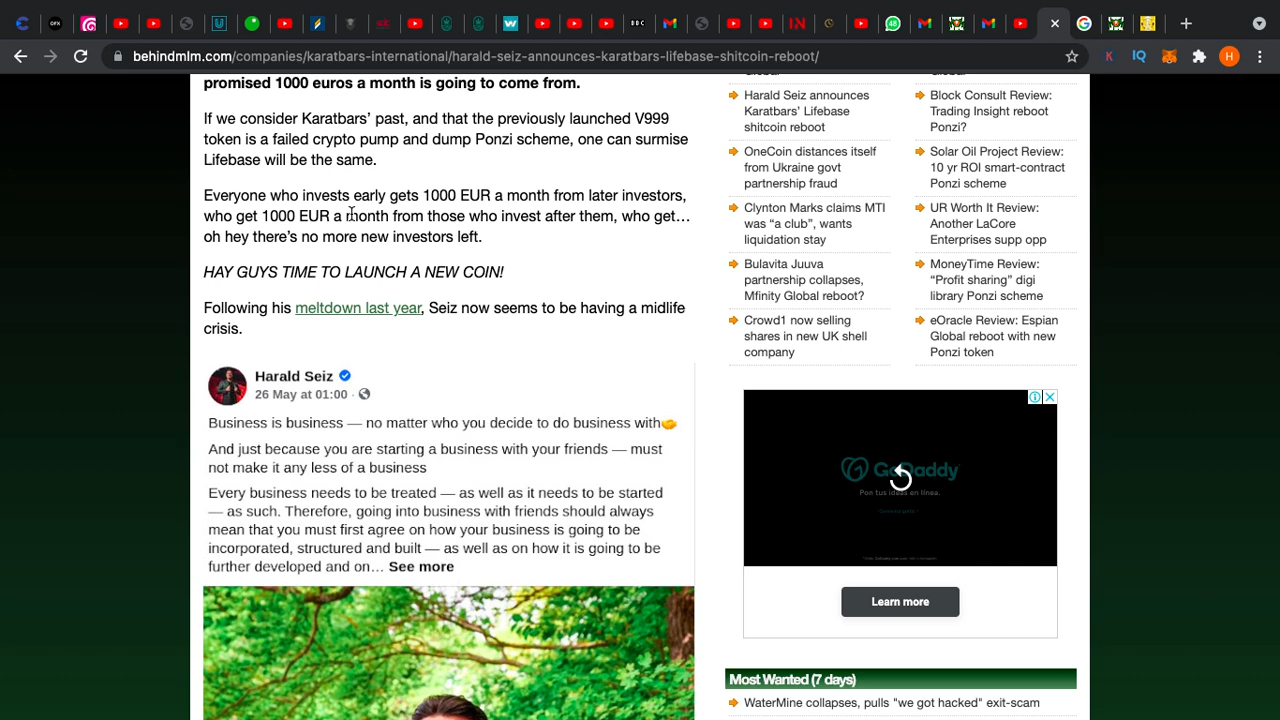 48
behindmlm.com/companies/karatbars-international/harald-seiz-announces-karatbars-lifebase-shitcoin-reboot/
promised 1000 euros a month is going to come from.
If we consider Karatbars' past, and that the previously launched V999
token is a failed crypto pump and dump Ponzi scheme, one can surmise
Lifebase will be the same.
Everyone who invests early gets 1000 EUR a month from later investors,
who get 1000 EUR a month from those who invest after them, who get…
oh hey there's no more new investors left.
HAY GUYS TIME TO LAUNCH A NEW COIN!
Following his meltdown last year, Seiz now seems to be having a midlife
crisis.
Harald Seiz
26 May at 01:00 ·
Business is business — no matter who you decide to do business with
And just because you are starting a business with your friends — must
not make it any less of a business
Every business needs to be treated — as well as it needs to be started
— as such. Therefore, going into business with friends should always
mean that you must first agree on how your business is going to be
incorporated, structured and built — as well as on how it is going to be
further developed and on… See more
Harald Seiz announces
Karatbars' Lifebase
shitcoin reboot
OneCoin distances itself
from Ukraine govt
partnership fraud
Clynton Marks claims MTI
was “a club”, wants
liquidation stay
Bulavita Juuva
partnership collapses,
Mfinity Global reboot?
Crowd1 now selling
shares in new UK shell
company
Block Consult Review:
Trading Insight reboot
Ponzi?
Solar Oil Project Review:
10 yr ROI smart-contract
Ponzi scheme
UR Worth It Review:
Another LaCore
Enterprises supp opp
MoneyTime Review:
“Profit sharing” digi
library Ponzi scheme
eOracle Review: Espian
Global reboot with new
Ponzi token
GoDaddy
Pon tus ideas en línea.
Learn more
Most Wanted (7 days)
WaterMine collapses, pulls "we got hacked" exit-scam